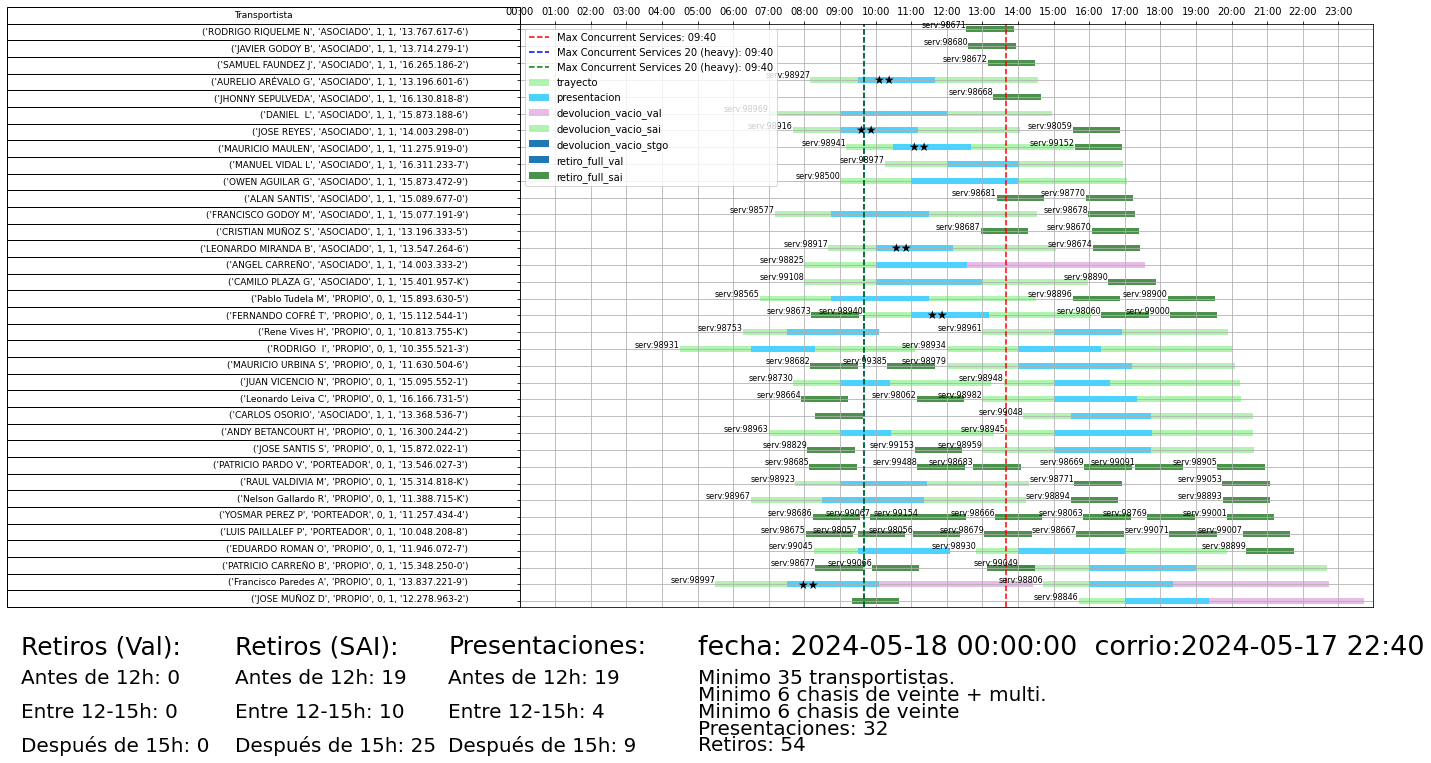 Transportista
00:00 01:00 02:00 03:00 04:00 05:00 06:00 07:00 08:00 09:00 10:00 11:00 12:00 13:00 14:00 15:00 16:00 17:00 18:00 19:00 20:00 21:00 22:00 23:00
Max Concurrent Services: 09:40
Max Concurrent Services 20 (heavy): 09:40
Max Concurrent Services 20 (heavy): 09:40
trayecto
presentacion
devolucion_vacio_val
devolucion_vacio_sai
devolucion_vacio_stgo
retiro_full_val
retiro_full_sai
('RODRIGO RIQUELME N', 'ASOCIADO', 1, 1, '13.767.617-6') serv:98671
('JAVIER GODOY B', 'ASOCIADO', 1, 1, '13.714.279-1') serv:98680
('SAMUEL FAUNDEZ J', 'ASOCIADO', 1, 1, '16.265.186-2') serv:98672
('AURELIO ARÉVALO G', 'ASOCIADO', 1, 1, '13.196.601-6') serv:98927
('JHONNY SEPULVEDA', 'ASOCIADO', 1, 1, '16.130.818-8') serv:98668
('DANIEL  L', 'ASOCIADO', 1, 1, '15.873.188-6') serv:98969
('JOSE REYES', 'ASOCIADO', 1, 1, '14.003.298-0') serv:98916 serv:98059
('MAURICIO MAULEN', 'ASOCIADO', 1, 1, '11.275.919-0') serv:98941 serv:99152
('MANUEL VIDAL L', 'ASOCIADO', 1, 1, '16.311.233-7') serv:98977
('OWEN AGUILAR G', 'ASOCIADO', 1, 1, '15.873.472-9') serv:98500
('ALAN SANTIS', 'ASOCIADO', 1, 1, '15.089.677-0') serv:98681 serv:98770
('FRANCISCO GODOY M', 'ASOCIADO', 1, 1, '15.077.191-9') serv:98577 serv:98678
('CRISTIAN MUÑOZ S', 'ASOCIADO', 1, 1, '13.196.333-5') serv:98687 serv:98670
('LEONARDO MIRANDA B', 'ASOCIADO', 1, 1, '13.547.264-6') serv:98917 serv:98674
('ANGEL CARREÑO', 'ASOCIADO', 1, 1, '14.003.333-2') serv:98825
('CAMILO PLAZA G', 'ASOCIADO', 1, 1, '15.401.957-K') serv:99108 serv:98890
('Pablo Tudela M', 'PROPIO', 0, 1, '15.893.630-5') serv:98565 serv:98896 serv:98900
('FERNANDO COFRÉ T', 'PROPIO', 0, 1, '15.112.544-1') serv:98673 serv:98940 serv:98060 serv:99000
('Rene Vives H', 'PROPIO', 0, 1, '10.813.755-K') serv:98753 serv:98961
('RODRIGO  I', 'PROPIO', 0, 1, '10.355.521-3') serv:98931 serv:98934
('MAURICIO URBINA S', 'PROPIO', 0, 1, '11.630.504-6') serv:98682 serv:99385 serv:98979
('JUAN VICENCIO N', 'PROPIO', 0, 1, '15.095.552-1') serv:98730 serv:98948
('Leonardo Leiva C', 'PROPIO', 0, 1, '16.166.731-5') serv:98664 serv:98062 serv:98982
('CARLOS OSORIO', 'ASOCIADO', 1, 1, '13.368.536-7') serv:99048
('ANDY BETANCOURT H', 'PROPIO', 0, 1, '16.300.244-2') serv:98963 serv:98945
('JOSE SANTIS S', 'PROPIO', 0, 1, '15.872.022-1') serv:98829 serv:99153 serv:98959
('PATRICIO PARDO V', 'PORTEADOR', 0, 1, '13.546.027-3') serv:98685 serv:99488 serv:98683 serv:98669 serv:99091 serv:98905
('RAUL VALDIVIA M', 'PROPIO', 0, 1, '15.314.818-K') serv:98923 serv:98771 serv:99053
('Nelson Gallardo R', 'PROPIO', 0, 1, '11.388.715-K') serv:98967 serv:98894 serv:98893
('YOSMAR PEREZ P', 'PORTEADOR', 0, 1, '11.257.434-4') serv:98686 serv:99067 serv:99154 serv:98666 serv:98063 serv:98769 serv:99001
('LUIS PAILLALEF P', 'PORTEADOR', 0, 1, '10.048.208-8') serv:98675 serv:98057 serv:98056 serv:98679 serv:98667 serv:99071 serv:99007
('EDUARDO ROMAN O', 'PROPIO', 0, 1, '11.946.072-7') serv:99045 serv:98930 serv:98899
('PATRICIO CARREÑO B', 'PROPIO', 0, 1, '15.348.250-0') serv:98677 serv:99066 serv:99049
('Francisco Paredes A', 'PROPIO', 0, 1, '13.837.221-9') serv:98997 serv:98806
('JOSE MUÑOZ D', 'PROPIO', 0, 1, '12.278.963-2') serv:98846
Retiros (Val):
Antes de 12h: 0
Entre 12-15h: 0
Después de 15h: 0
Retiros (SAI):
Antes de 12h: 19
Entre 12-15h: 10
Después de 15h: 25
Presentaciones:
Antes de 12h: 19
Entre 12-15h: 4
Después de 15h: 9
fecha: 2024-05-18 00:00:00  corrio:2024-05-17 22:40
Minimo 35 transportistas.
Minimo 6 chasis de veinte + multi.
Minimo 6 chasis de veinte
Presentaciones: 32
Retiros: 54